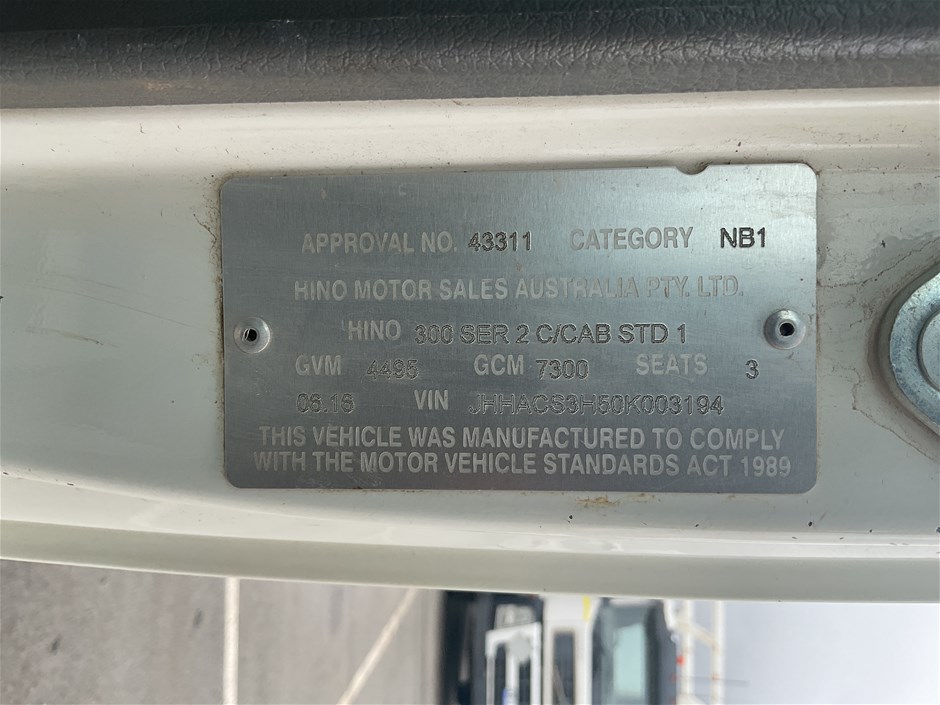 APPROVAL NO. 43311 CATEGORY NB1
HINO MOTOR SALES AUSTRALIA PTY. LTD.
HINO 300 SER 2 C/CAB STD 1
GVM 4495 GCM 7300 SEATS 3
06.16 VIN JHHACS3H50K003194
THIS VEHICLE WAS MANUFACTURED TO COMPLY
WITH THE MOTOR VEHICLE STANDARDS ACT 1989